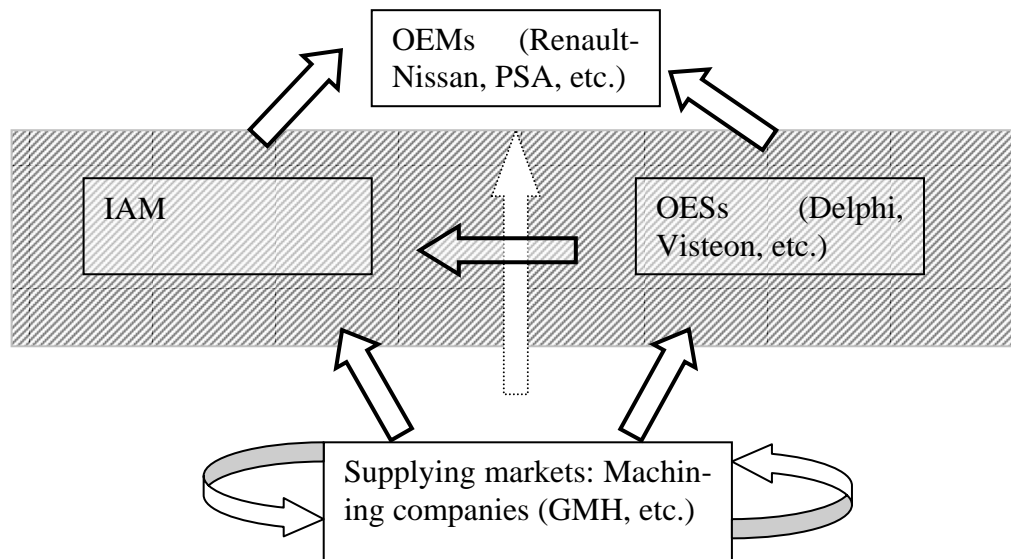 OEMs (Renault-
Nissan, PSA, etc.)
IAM
OESs (Delphi,
Visteon, etc.)
Supplying markets: Machin-
ing companies (GMH, etc.)